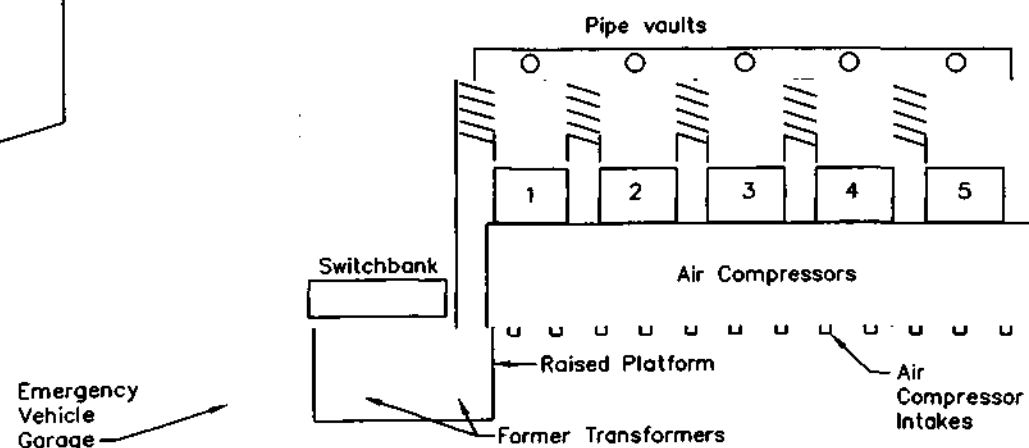 Pipe vaults
1 2 3 4 5
Switchbank
Air Compressors
Raised Platform
Air
Compressor
Intakes
Emergency
Vehicle
Garage
Former Transformers